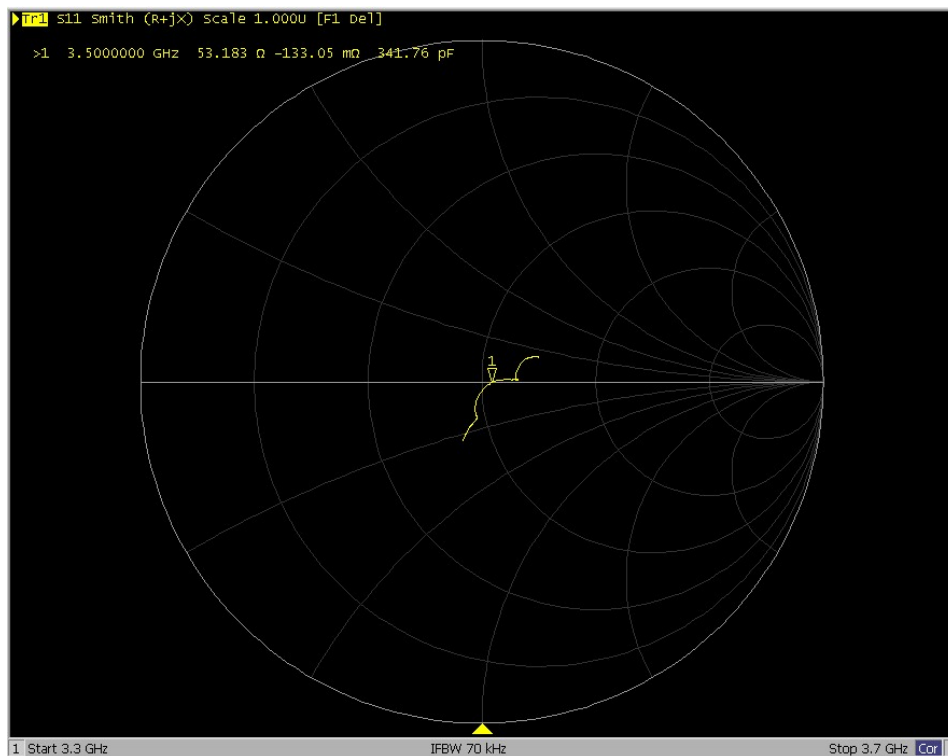 Tr1 S11 Smith (R+jX) Scale 1.000U [F1 Del]
>1 3.5000000 GHz 53.183 Ω -133.05 mΩ 341.76 pF
1
1 Start 3.3 GHz IFBW 70 kHz Stop 3.7 GHz Cor